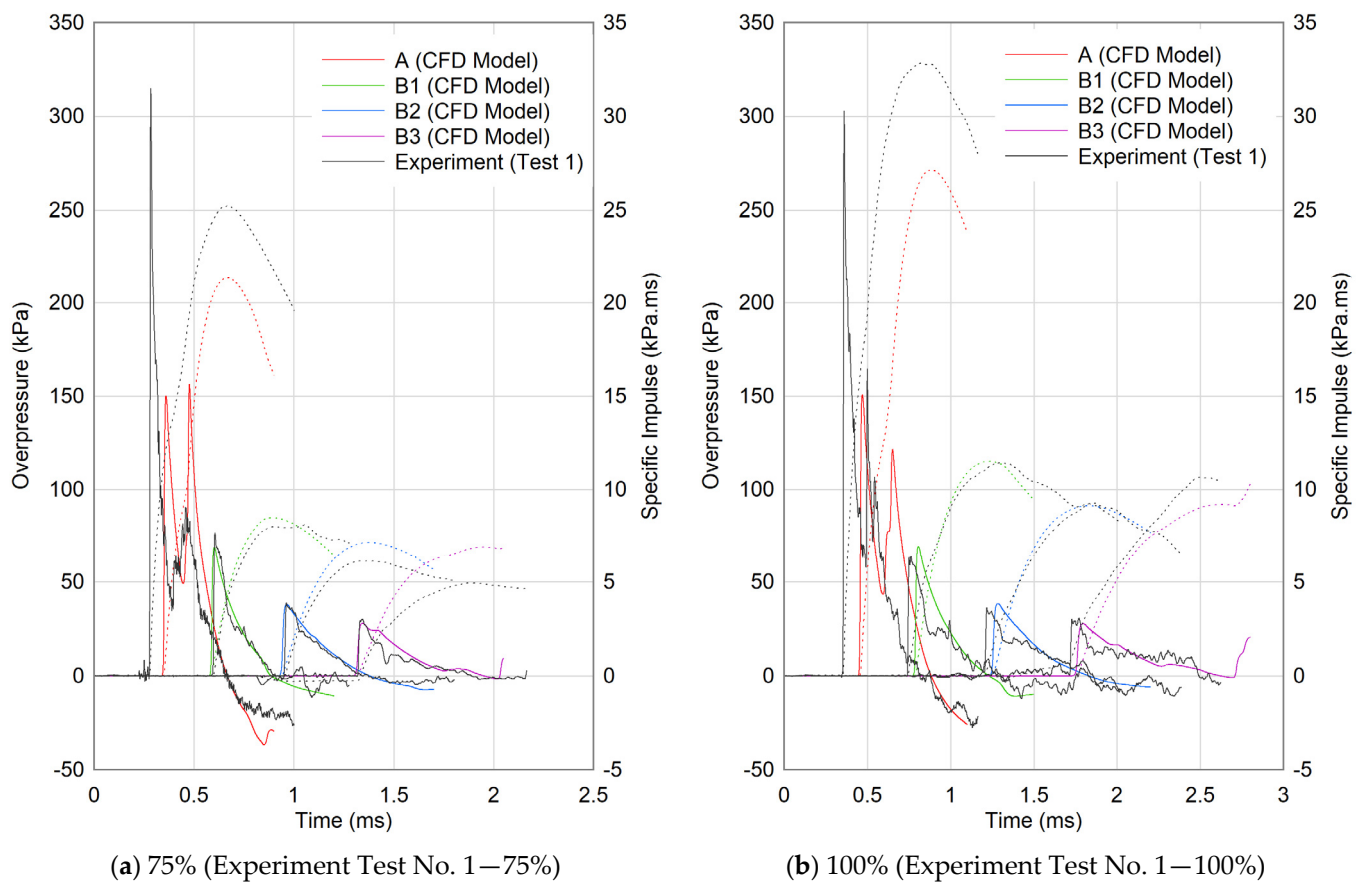 350
300
250
200
150
100
50
0
-50
Overpressure (kPa)
35
30
25
20
15
10
5
0
-5
Specific Impulse (kPa.ms)
A (CFD Model)
B1 (CFD Model)
B2 (CFD Model)
B3 (CFD Model)
Experiment (Test 1)
0 0.5 1 1.5 2 2.5
Time (ms)
(a) 75% (Experiment Test No. 1—75%)
350
300
250
200
150
100
50
0
-50
Overpressure (kPa)
35
30
25
20
15
10
5
0
-5
Specific Impulse (kPa.ms)
A (CFD Model)
B1 (CFD Model)
B2 (CFD Model)
B3 (CFD Model)
Experiment (Test 1)
0 0.5 1 1.5 2 2.5 3
Time (ms)
(b) 100% (Experiment Test No. 1—100%)